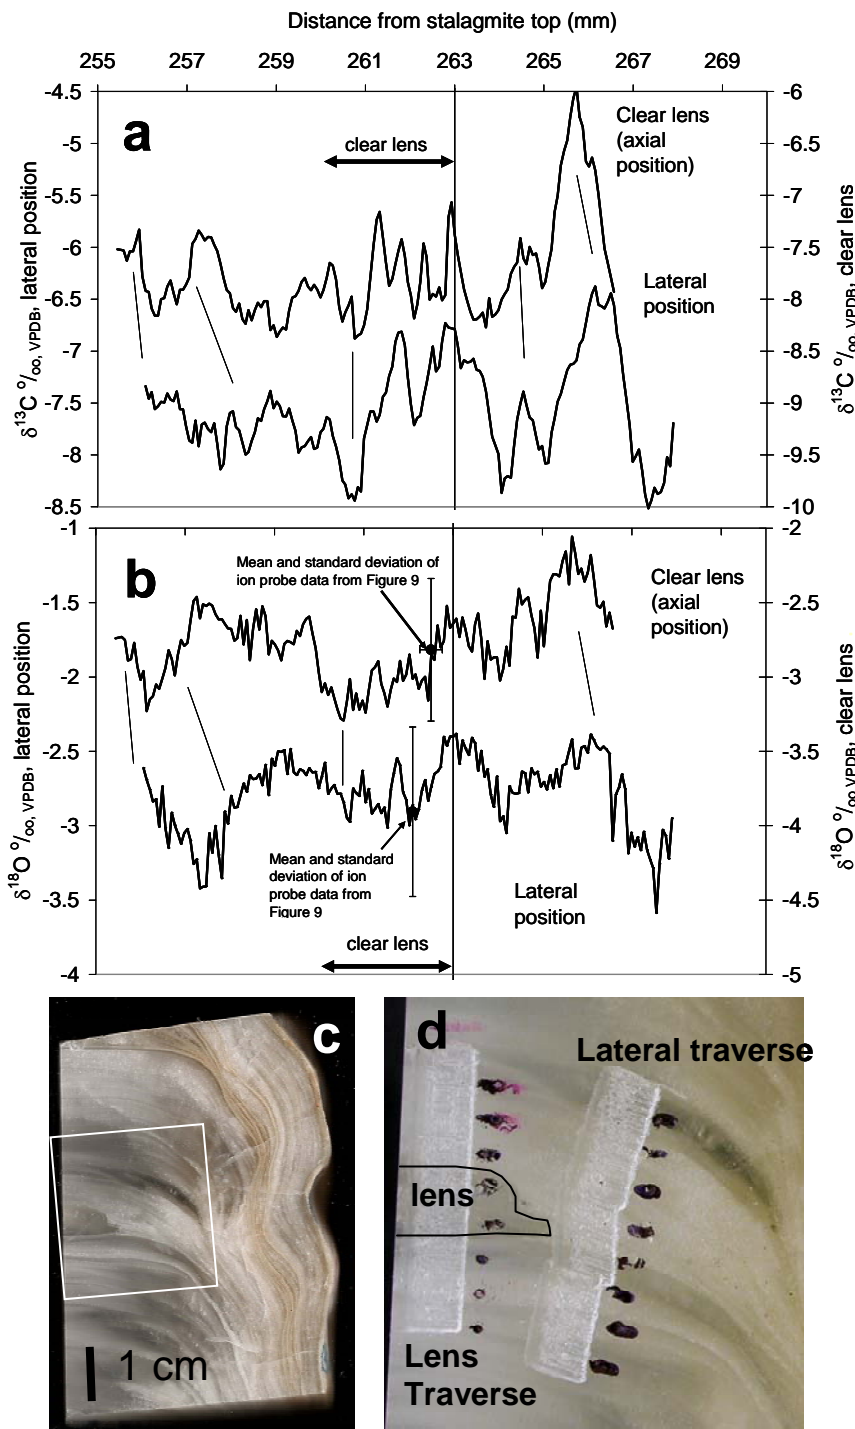 Distance from stalagmite top (mm)
255 257 259 261 263 265 267 269
-4.5
-5
-5.5
-6
-6.5
-7
-7.5
-8
-8.5
δ13C o/oo, VPDB, lateral position
a
clear lens
Clear lens
(axial
position)
Lateral
position
-6
-6.5
-7
-7.5
-8
-8.5
-9
-9.5
-10
δ13C o/oo, VPDB, clear lens
-1
-1.5
-2
-2.5
-3
-3.5
-4
δ18O o/oo, VPDB, lateral position
b
Mean and standard deviation of
ion probe data from Figure 9
Clear lens
(axial
position)
Mean and standard
deviation of ion
probe data from
Figure 9
Lateral
position
clear lens
-2
-2.5
-3
-3.5
-4
-4.5
-5
δ18O o/oo, VPDB, clear lens
c
1 cm
d
Lateral traverse
lens
Lens
Traverse